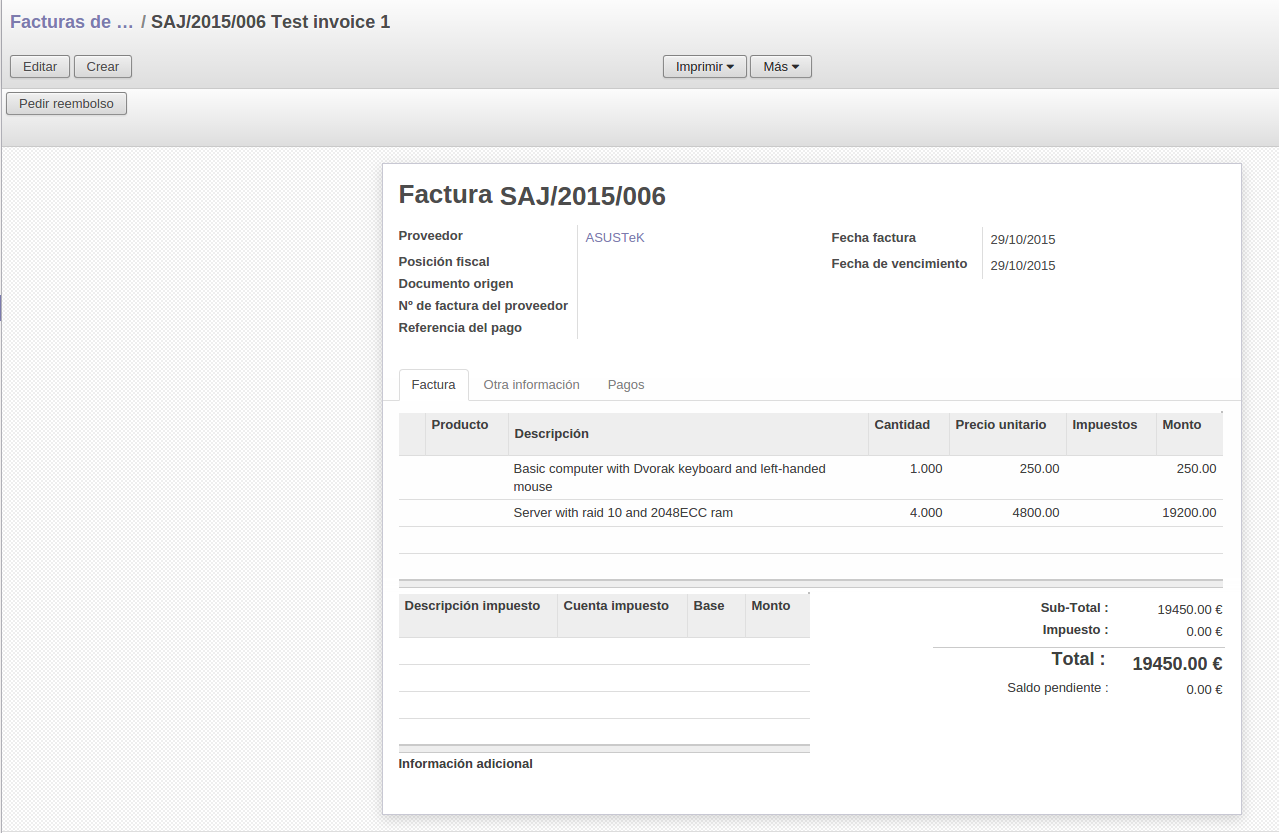 Facturas de … / SAJ/2015/006 Test invoice 1
Editar Crear Imprimir Más
Pedir reembolso
Factura SAJ/2015/006
Proveedor ASUSTeK Fecha factura 29/10/2015
Posición fiscal Fecha de vencimiento 29/10/2015
Documento origen
Nº de factura del proveedor
Referencia del pago
Factura Otra información Pagos
Producto Descripción Cantidad Precio unitario Impuestos Monto
Basic computer with Dvorak keyboard and left-handed 1.000 250.00 250.00
mouse
Server with raid 10 and 2048ECC ram 4.000 4800.00 19200.00
Descripción impuesto Cuenta impuesto Base Monto
Sub-Total : 19450.00 €
Impuesto : 0.00 €
Total : 19450.00 €
Saldo pendiente : 0.00 €
Información adicional